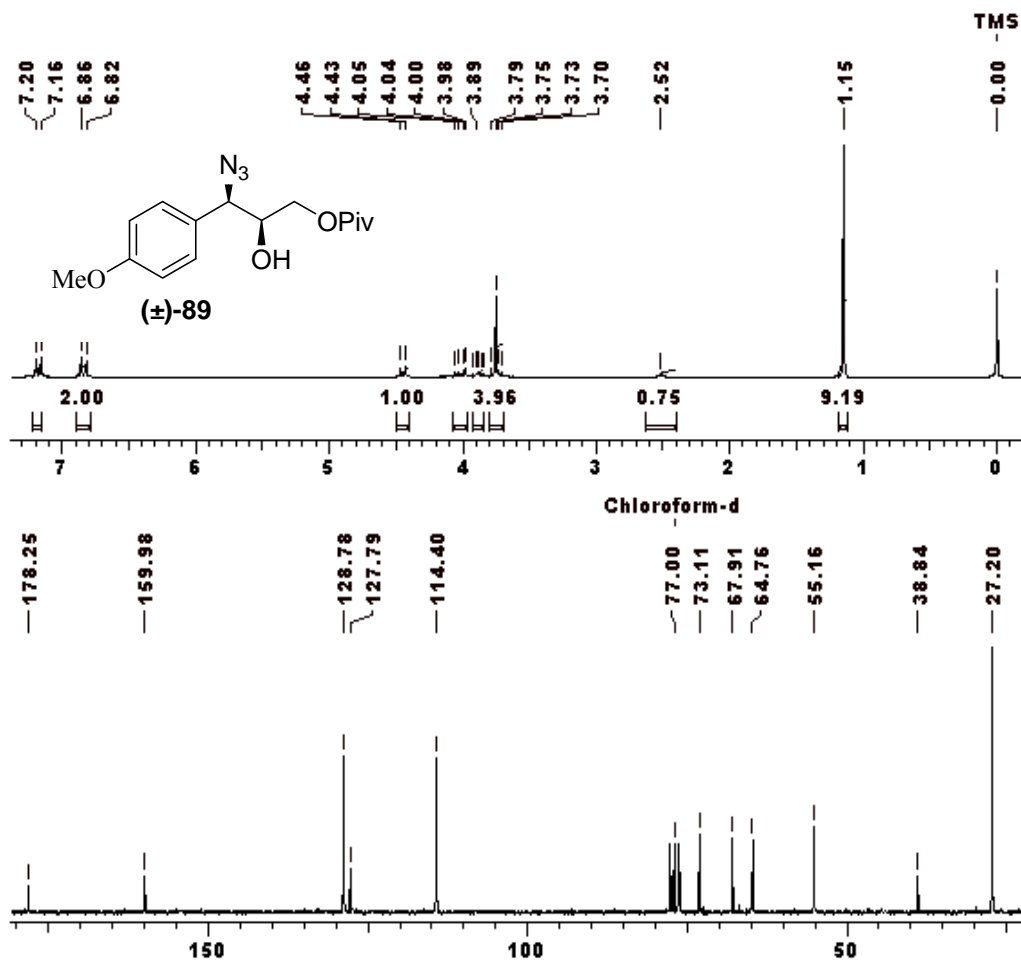 TMS
7.20 7.16 6.86 6.82 4.46 4.43 4.05 4.04 4.00 3.98 3.89 3.79 3.75 3.73 3.70 2.52 1.15 0.00
N3
OPiv
OH
MeO
(±)-89
2.00 1.00 3.96 0.75 9.19
7 6 5 4 3 2 1 0
Chloroform-d
178.25 159.98 128.78 127.79 114.40 77.00 73.11 67.91 64.76 55.16 38.84 27.20
150 100 50